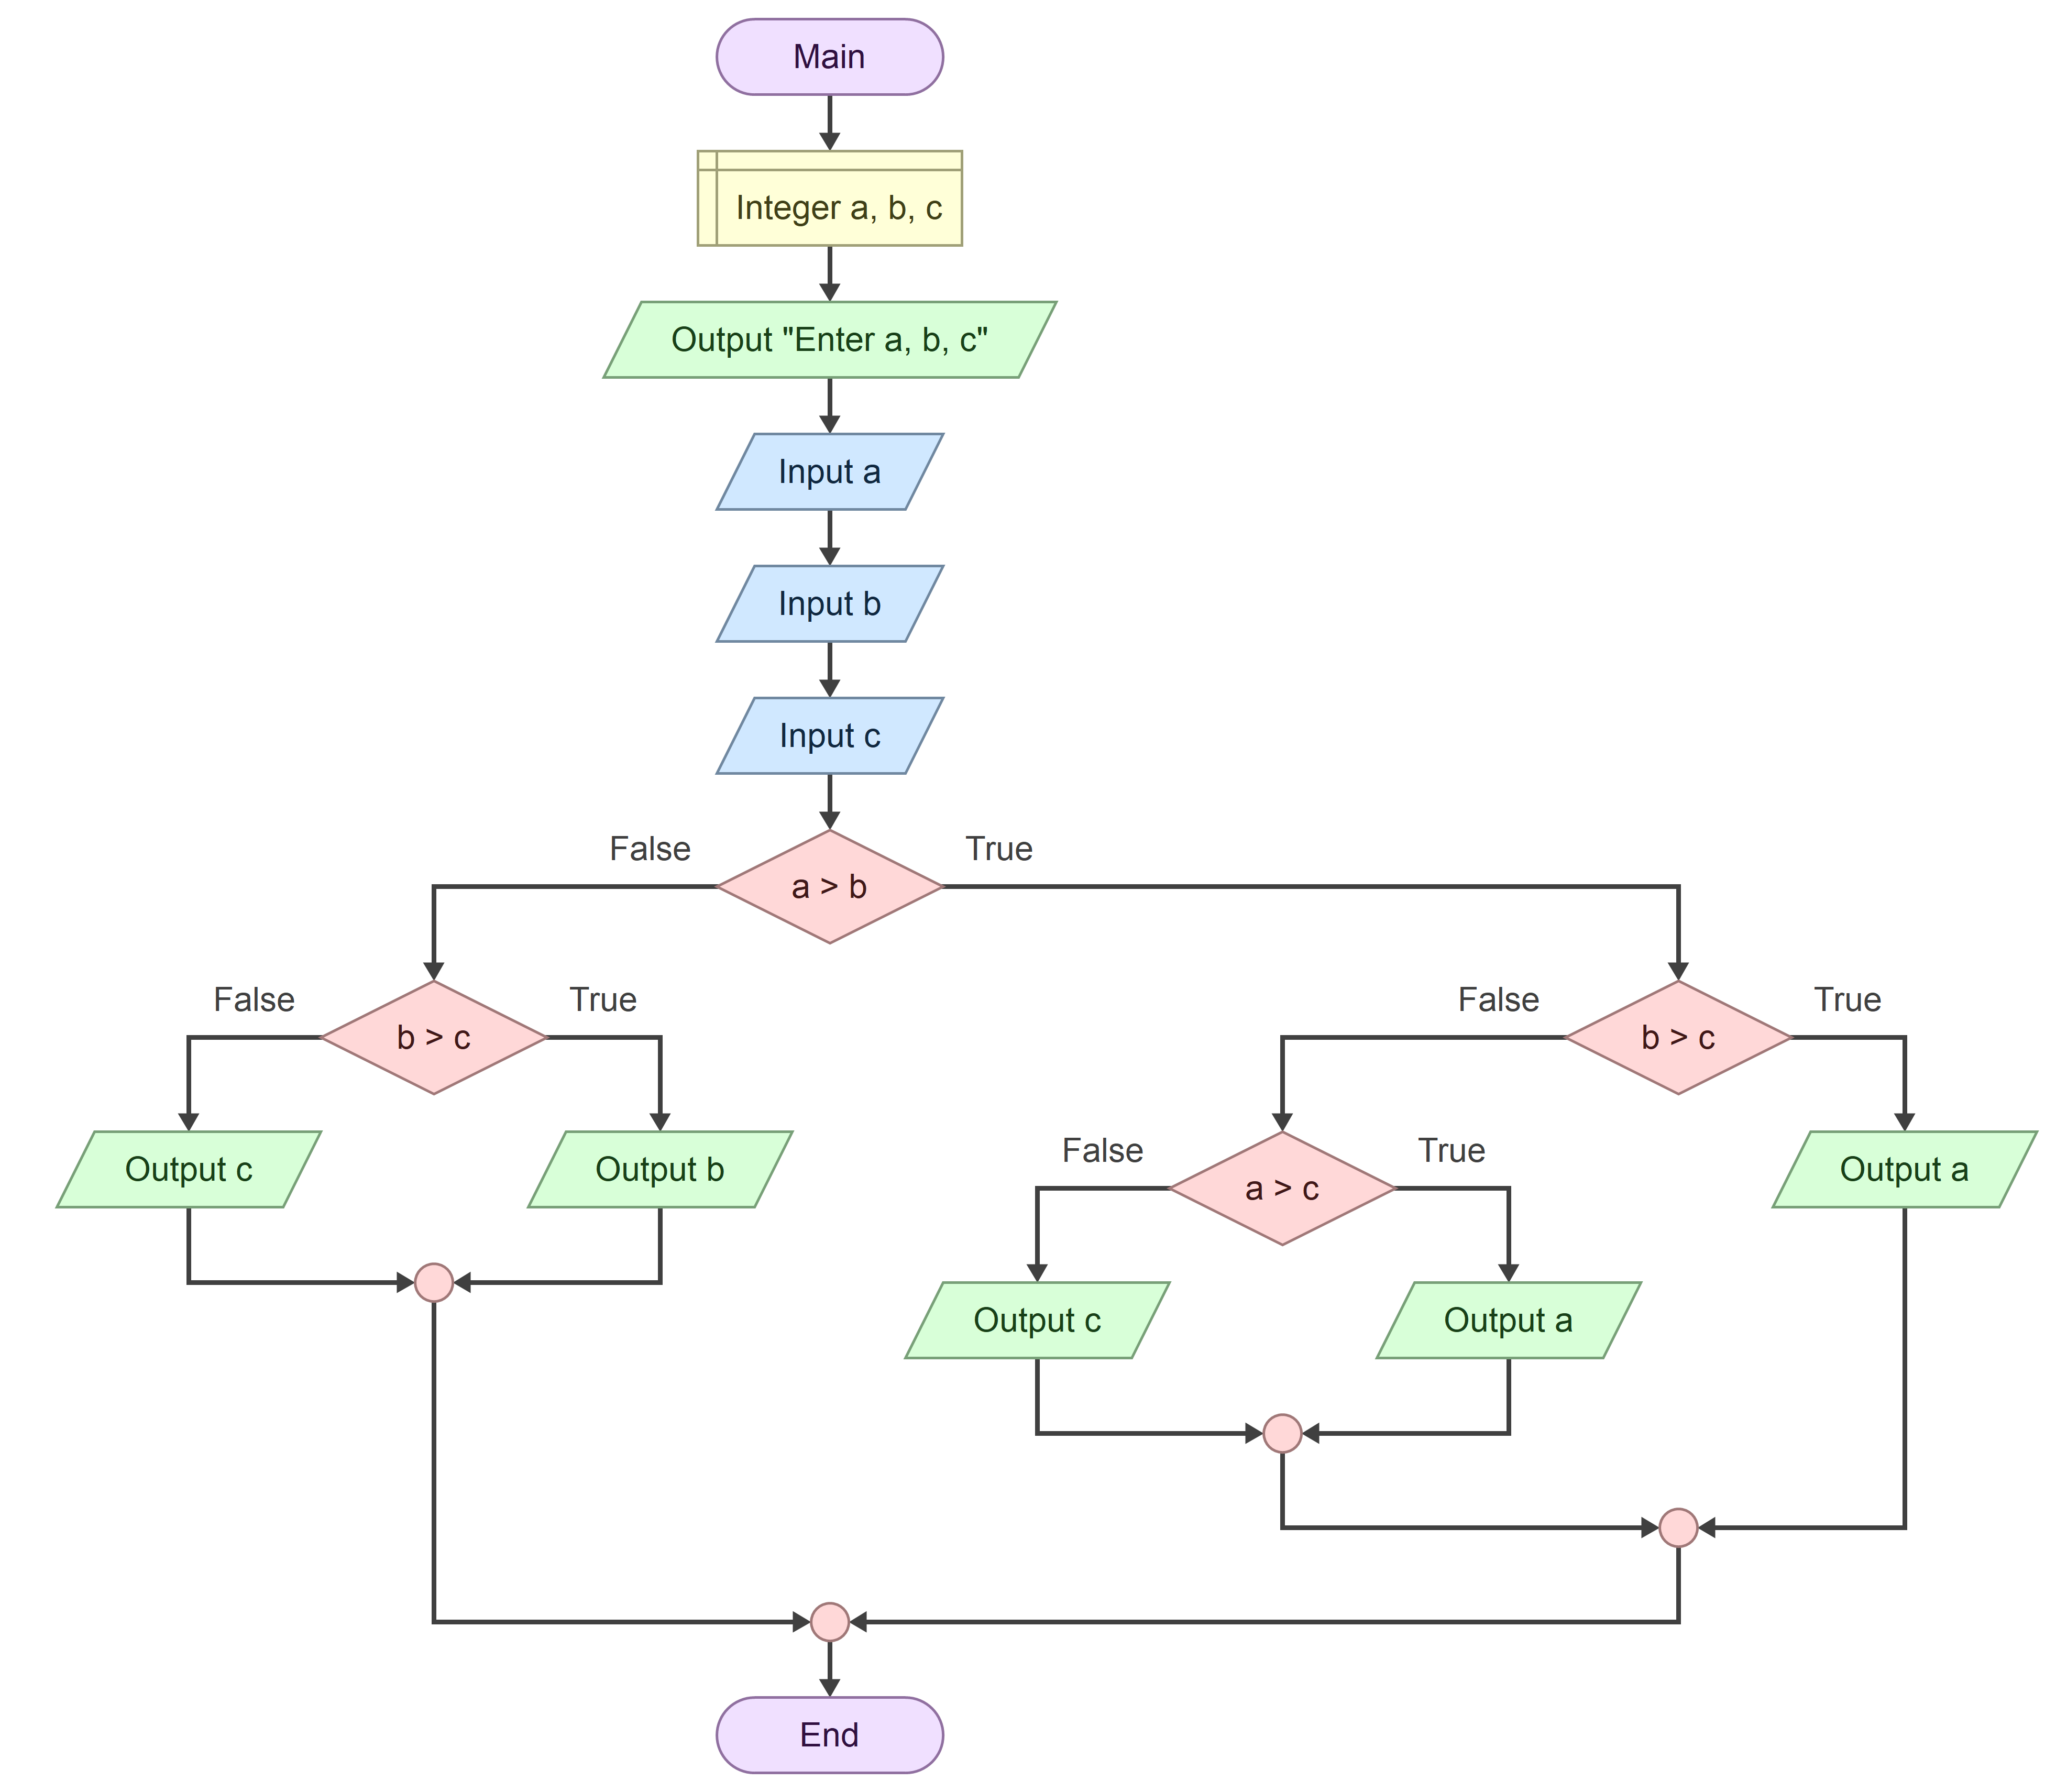 Main
Integer a, b, c
Output "Enter a, b, c"
Input a
Input b
Input c
False
True
a > b
False
True
False
True
b > c
b > c
False
True
Output c
Output b
Output a
a > c
Output c
Output a
End